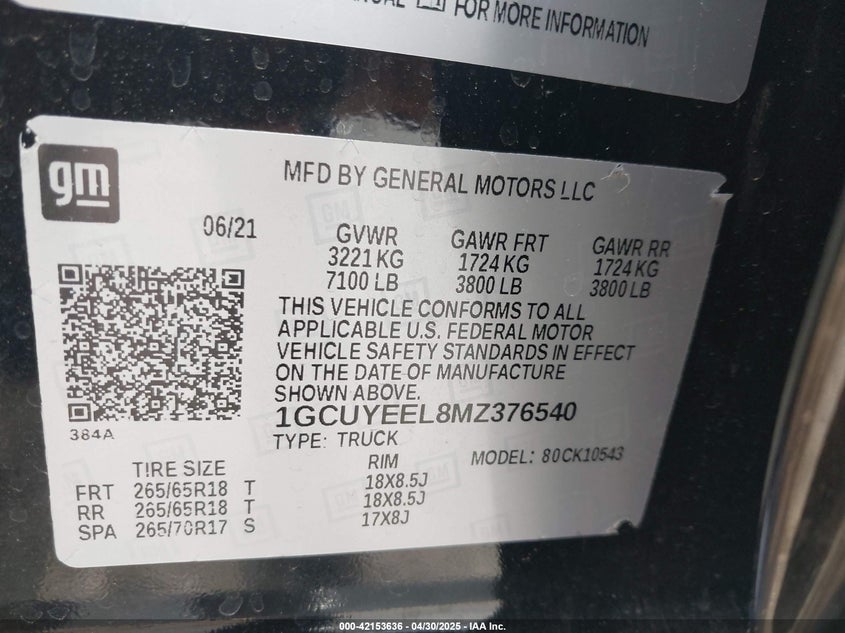 FOR MORE INFORMATION
gm
MFD BY GENERAL MOTORS LLC
06/21
GVWR GAWR FRT GAWR RR
3221 KG 1724 KG 1724 KG
7100 LB 3800 LB 3800 LB
THIS VEHICLE CONFORMS TO ALL
APPLICABLE U.S. FEDERAL MOTOR
VEHICLE SAFETY STANDARDS IN EFFECT
ON THE DATE OF MANUFACTURE
SHOWN ABOVE.
1GCUYEEL8MZ376540
384A
TYPE: TRUCK MODEL: 80CK10543
TIRE SIZE RIM
FRT 265/65R18 T 18X8.5J
RR 265/65R18 T 18X8.5J
SPA 265/70R17 S 17X8J
000-42153636 - 04/30/2025 - IAA Inc.